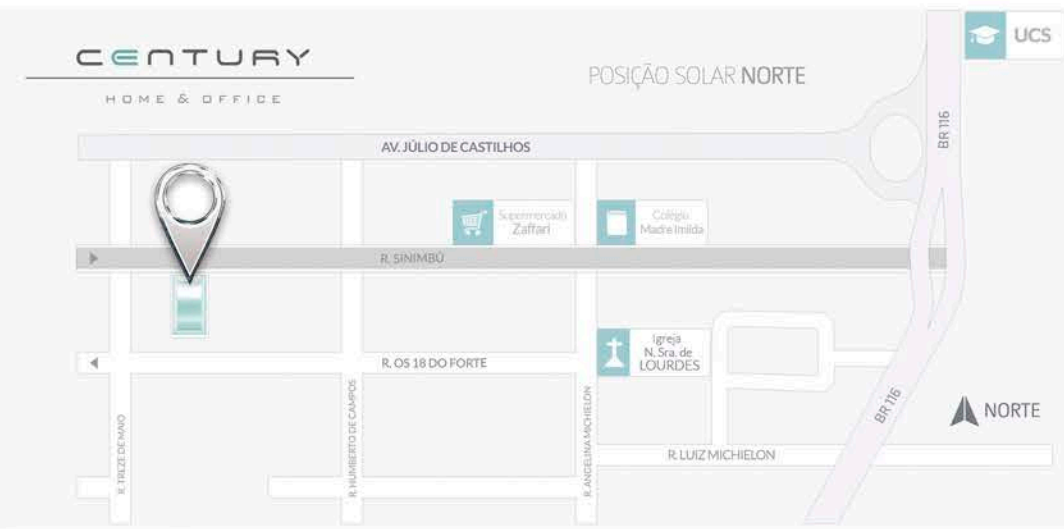 CENTURY
HOME & OFFICE
POSIÇÃO SOLAR NORTE
UCS
BR 116
AV. JÚLIO DE CASTILHOS
Supermercado
Zaffari
Colégio
Madre Imilda
R. SINIMBÚ
Igreja
N. Sra. de
LOURDES
R. OS 18 DO FORTE
BR 116
NORTE
R. TREZE DE MAIO
R. HUMBERTO DE CAMPOS
R. ANGELINA MICHIELON
R. LUIZ MICHIELON